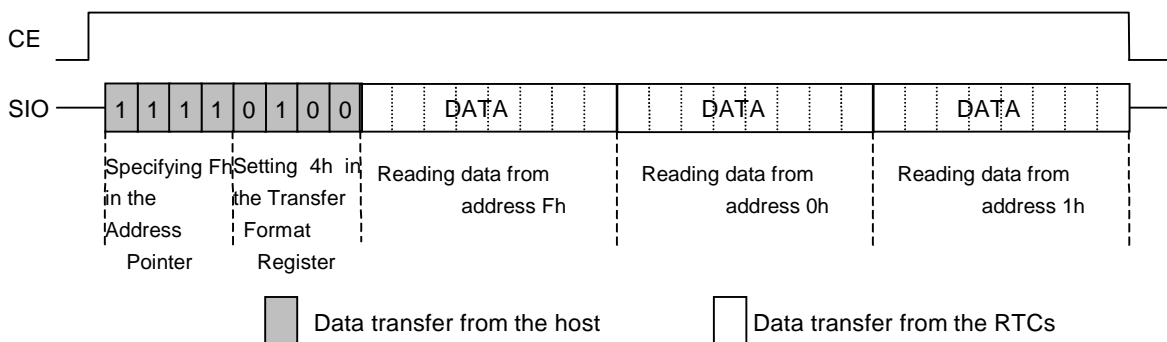 CE
SIO 1 1 1 1 0 1 0 0 DATA DATA DATA
Specifying Fh
in the
Address
Pointer
Setting 4h in
the Transfer
Format
Register
Reading data from
address Fh
Reading data from
address 0h
Reading data from
address 1h
Data transfer from the host
Data transfer from the RTCs